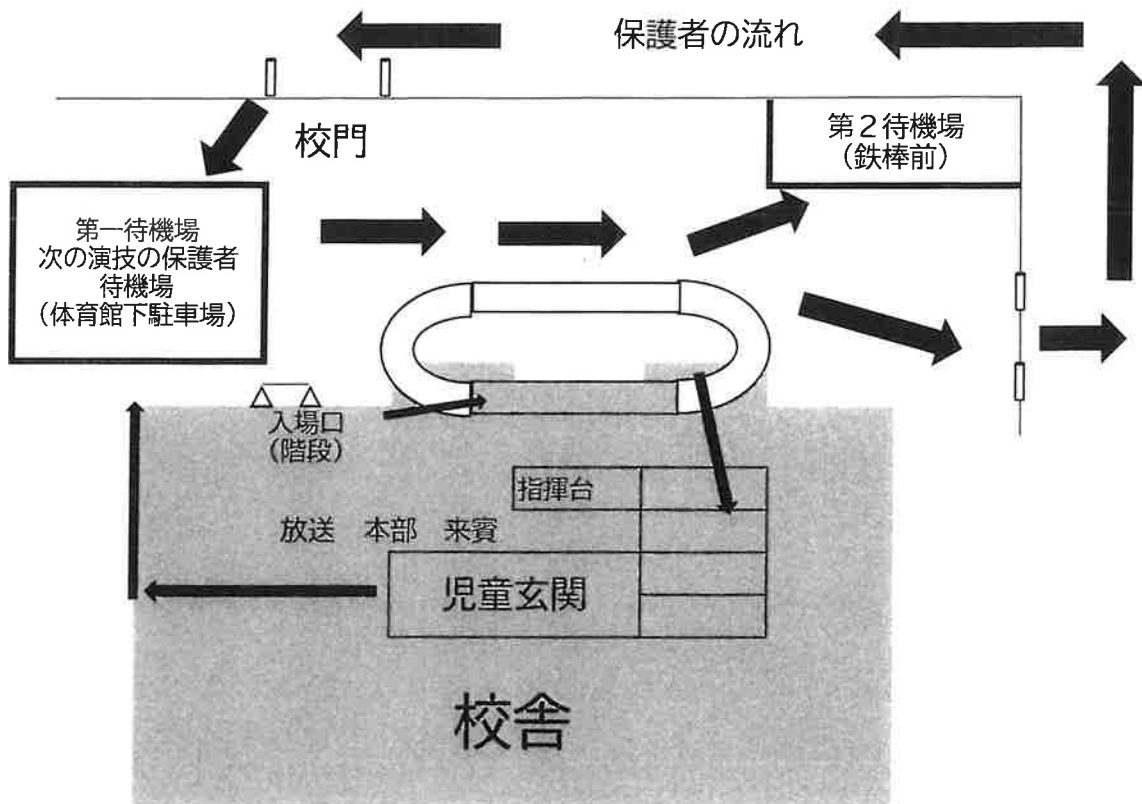 保護者の流れ
校門
第２待機場
（鉄棒前）
第一待機場
次の演技の保護者
待機場
（体育館下駐車場）
入場口
（階段）
指揮台
放送　本部　来賓
児童玄関
校舎